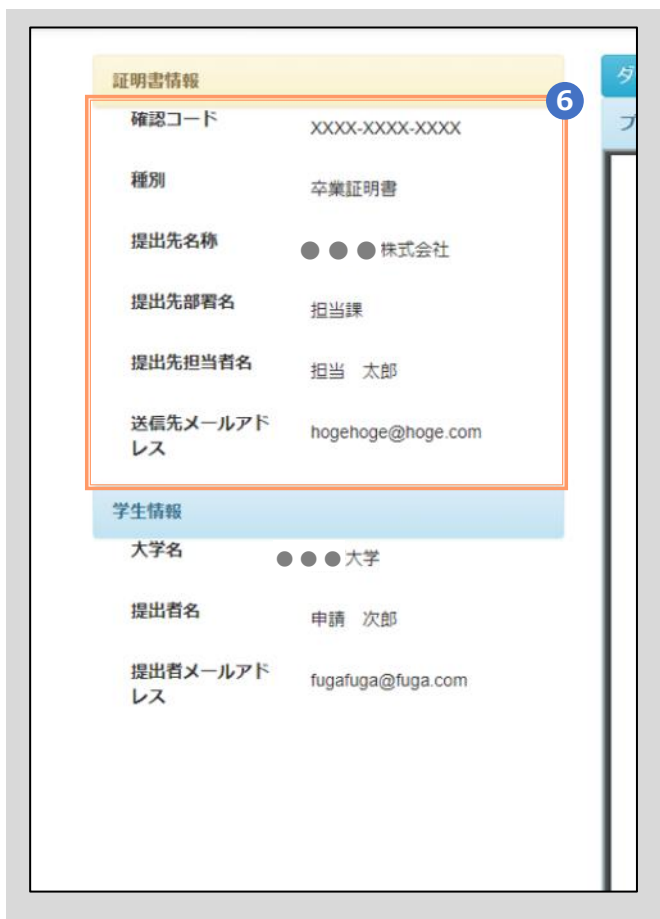 証明書情報
6
ダ
確認コード XXXX-XXXX-XXXX
プ
種別 卒業証明書
提出先名称 ●●●株式会社
提出先部署名 担当課
提出先担当者名 担当　太郎
送信先メールアド
レス
hogehoge@hoge.com
学生情報
大学名 ●●●大学
提出者名 申請　次郎
提出者メールアド
レス
fugafuga@fuga.com